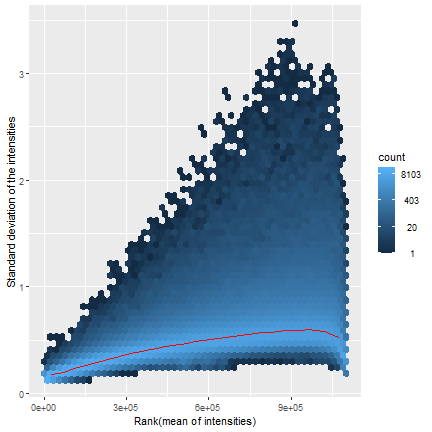 3
2
1
0
0e+00 3e+05 6e+05 9e+05
Rank(mean of intensities)
Standard deviation of the intensities
count
8103
403
20
1